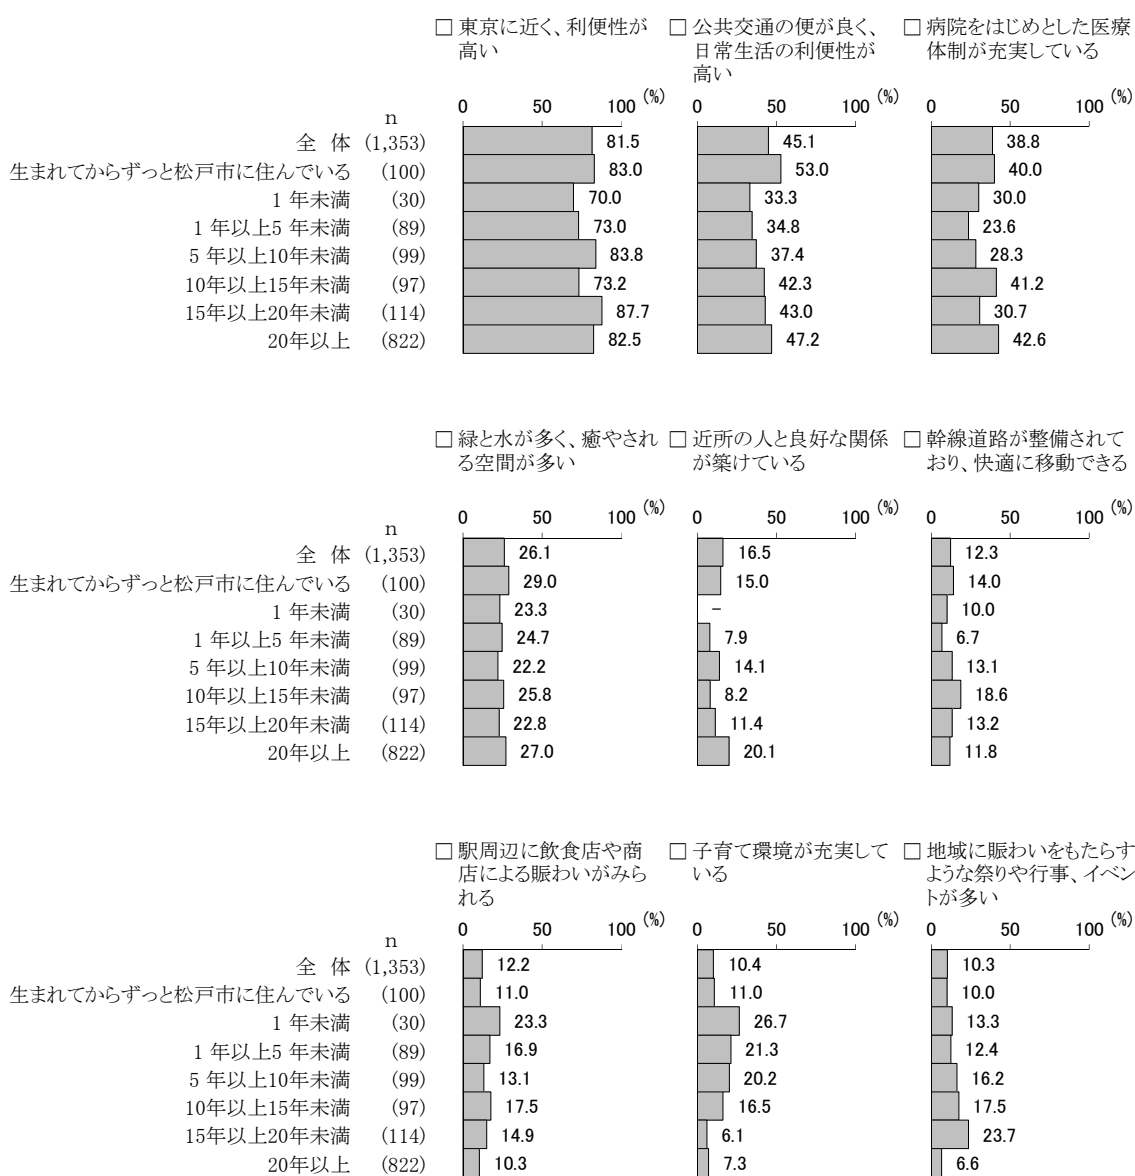 □ 東京に近く、利便性が
高い
□ 公共交通の便が良く、
日常生活の利便性が
高い
□ 病院をはじめとした医療
体制が充実している
0 50 100 (%) 0 50 100 (%) 0 50 100 (%)
n
全 体 (1,353) 81.5 45.1 38.8
生まれてからずっと松戸市に住んでいる (100) 83.0 53.0 40.0
1 年未満 (30) 70.0 33.3 30.0
1 年以上5 年未満 (89) 73.0 34.8 23.6
5 年以上10年未満 (99) 83.8 37.4 28.3
10年以上15年未満 (97) 73.2 42.3 41.2
15年以上20年未満 (114) 87.7 43.0 30.7
20年以上 (822) 82.5 47.2 42.6
□ 緑と水が多く、癒やされ
る空間が多い
□ 近所の人と良好な関係
が築けている
□ 幹線道路が整備されて
おり、快適に移動できる
0 50 100 (%) 0 50 100 (%) 0 50 100 (%)
n
全 体 (1,353) 26.1 16.5 12.3
生まれてからずっと松戸市に住んでいる (100) 29.0 15.0 14.0
1 年未満 (30) 23.3 − 10.0
1 年以上5 年未満 (89) 24.7 7.9 6.7
5 年以上10年未満 (99) 22.2 14.1 13.1
10年以上15年未満 (97) 25.8 8.2 18.6
15年以上20年未満 (114) 22.8 11.4 13.2
20年以上 (822) 27.0 20.1 11.8
□ 駅周辺に飲食店や商
店による賑わいがみら
れる
□ 子育て環境が充実して
いる
□ 地域に賑わいをもたらす
ような祭りや行事、イベン
トが多い
0 50 100 (%) 0 50 100 (%) 0 50 100 (%)
n
全 体 (1,353) 12.2 10.4 10.3
生まれてからずっと松戸市に住んでいる (100) 11.0 11.0 10.0
1 年未満 (30) 23.3 26.7 13.3
1 年以上5 年未満 (89) 16.9 21.3 12.4
5 年以上10年未満 (99) 13.1 20.2 16.2
10年以上15年未満 (97) 17.5 16.5 17.5
15年以上20年未満 (114) 14.9 6.1 23.7
20年以上 (822) 10.3 7.3 6.6